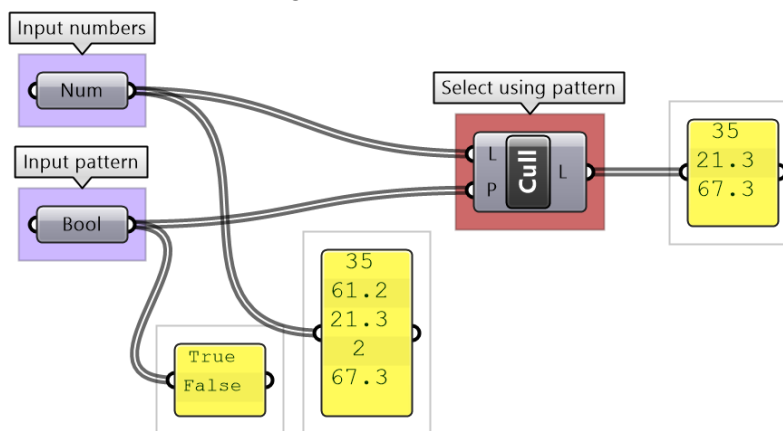 Input numbers
Num
Select using pattern
L
P
Cull
L
35
21.3
67.3
Input pattern
Bool
35
61.2
21.3
2
67.3
True
False